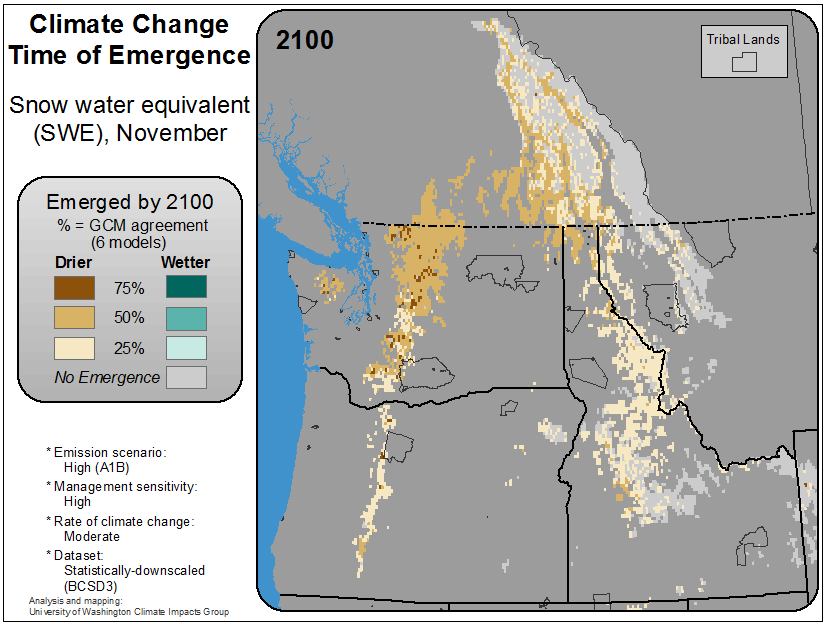 Climate Change
Time of Emergence
Snow water equivalent
(SWE), November
Emerged by 2100
% = GCM agreement
(6 models)
Drier Wetter
75%
50%
25%
No Emergence
* Emission scenario:
High (A1B)
* Management sensitivity:
High
* Rate of climate change:
Moderate
* Dataset:
Statistically-downscaled
(BCSD3)
Analysis and mapping:
University of Washington Climate Impacts Group
2100
Tribal Lands